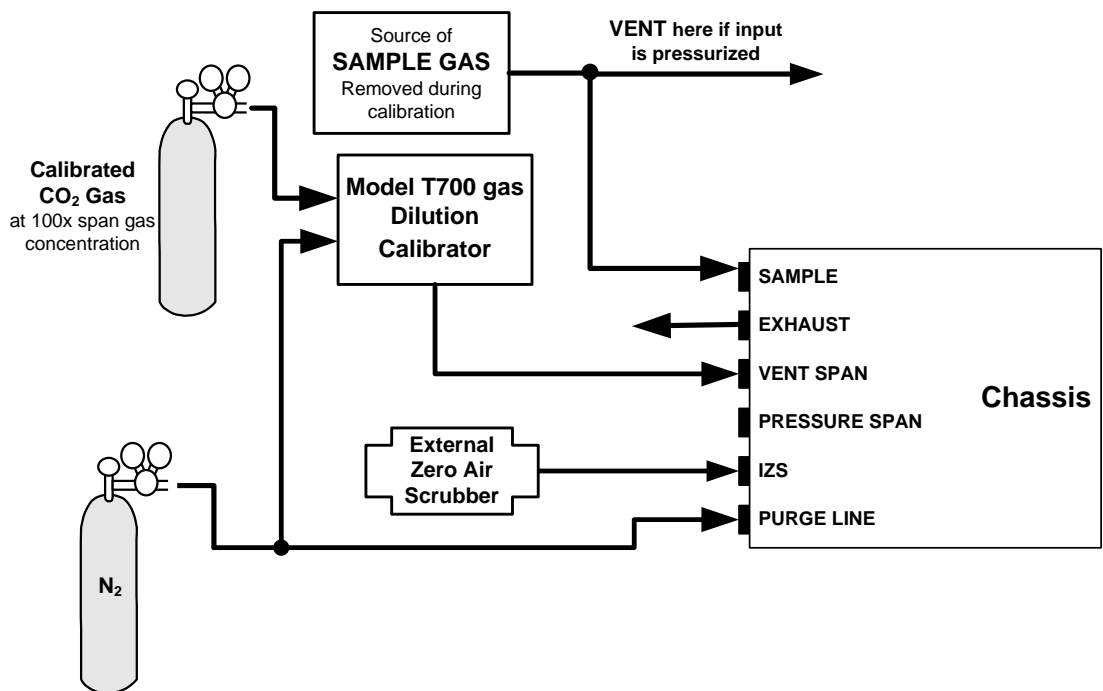 Source of
SAMPLE GAS
Removed during
calibration
VENT here if input
is pressurized
Calibrated
CO₂ Gas
at 100x span gas
concentration
Model T700 gas
Dilution
Calibrator
SAMPLE
EXHAUST
VENT SPAN
PRESSURE SPAN
IZS
PURGE LINE
Chassis
External
Zero Air
Scrubber
N₂